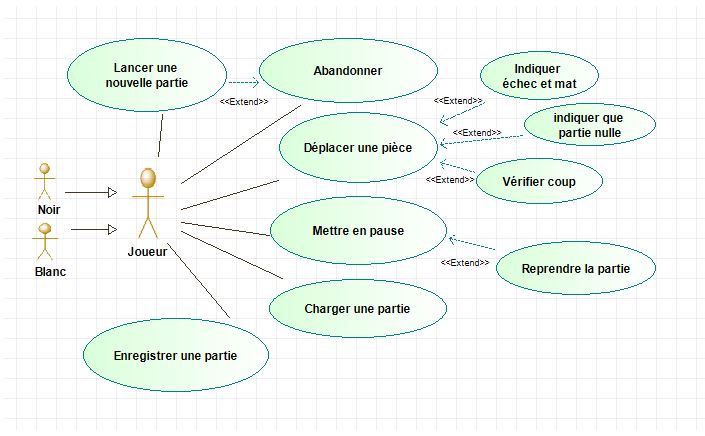 Lancer une
nouvelle partie
<<Extend>>
Abandonner
Indiquer
échec et mat
<<Extend>>
indiquer que
partie nulle
<<Extend>>
Déplacer une pièce
Vérifier coup
<<Extend>>
Noir
Blanc
Joueur
Mettre en pause
<<Extend>>
Reprendre la partie
Charger une partie
Enregistrer une partie